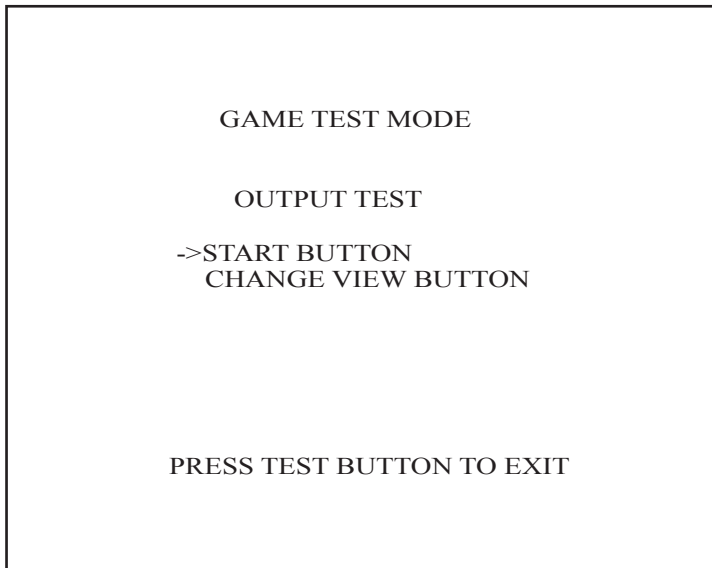 GAME TEST MODE
OUTPUT TEST
->START BUTTON
CHANGE VIEW BUTTON
PRESS TEST BUTTON TO EXIT